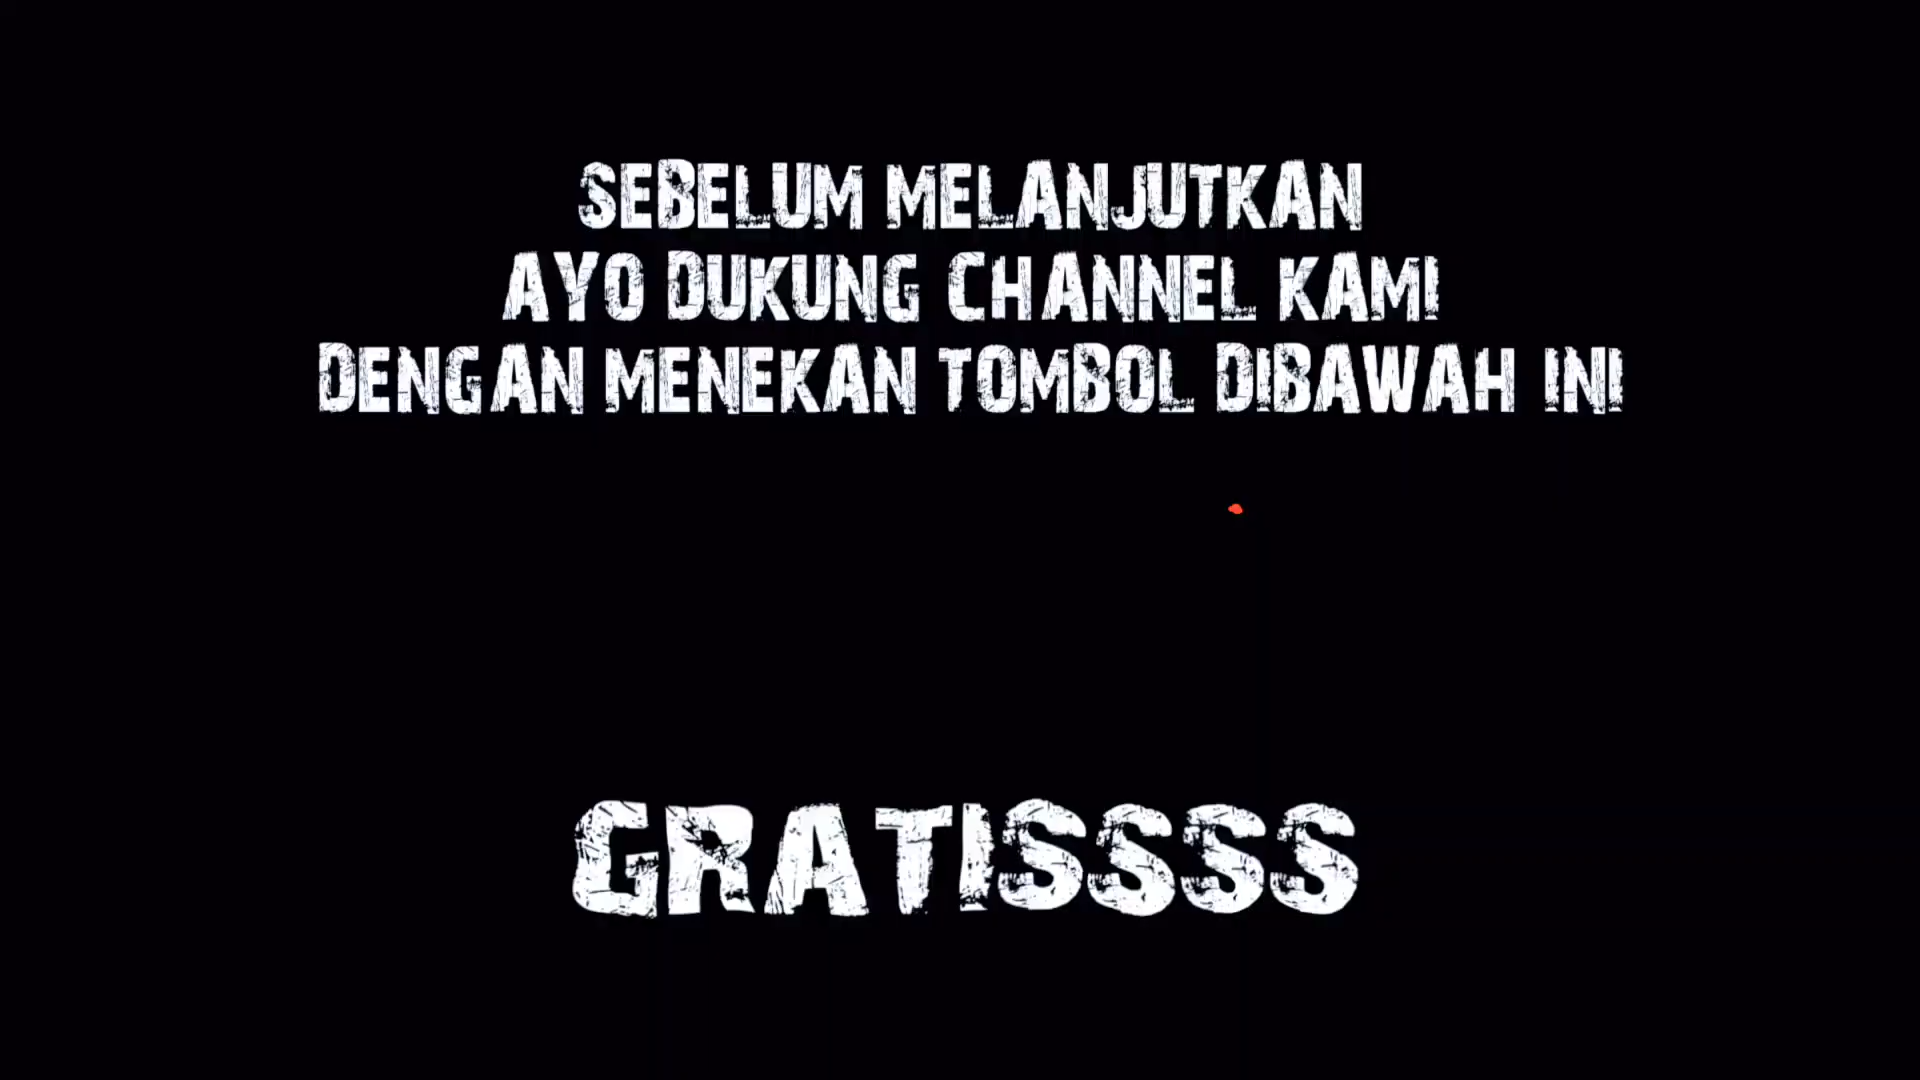 SEBELUM MELANJUTKAN
AYO DUKUNG CHANNEL KAMI
DENGAN MENEKAN TOMBOL DIBAWAH INI
GRATISSSS